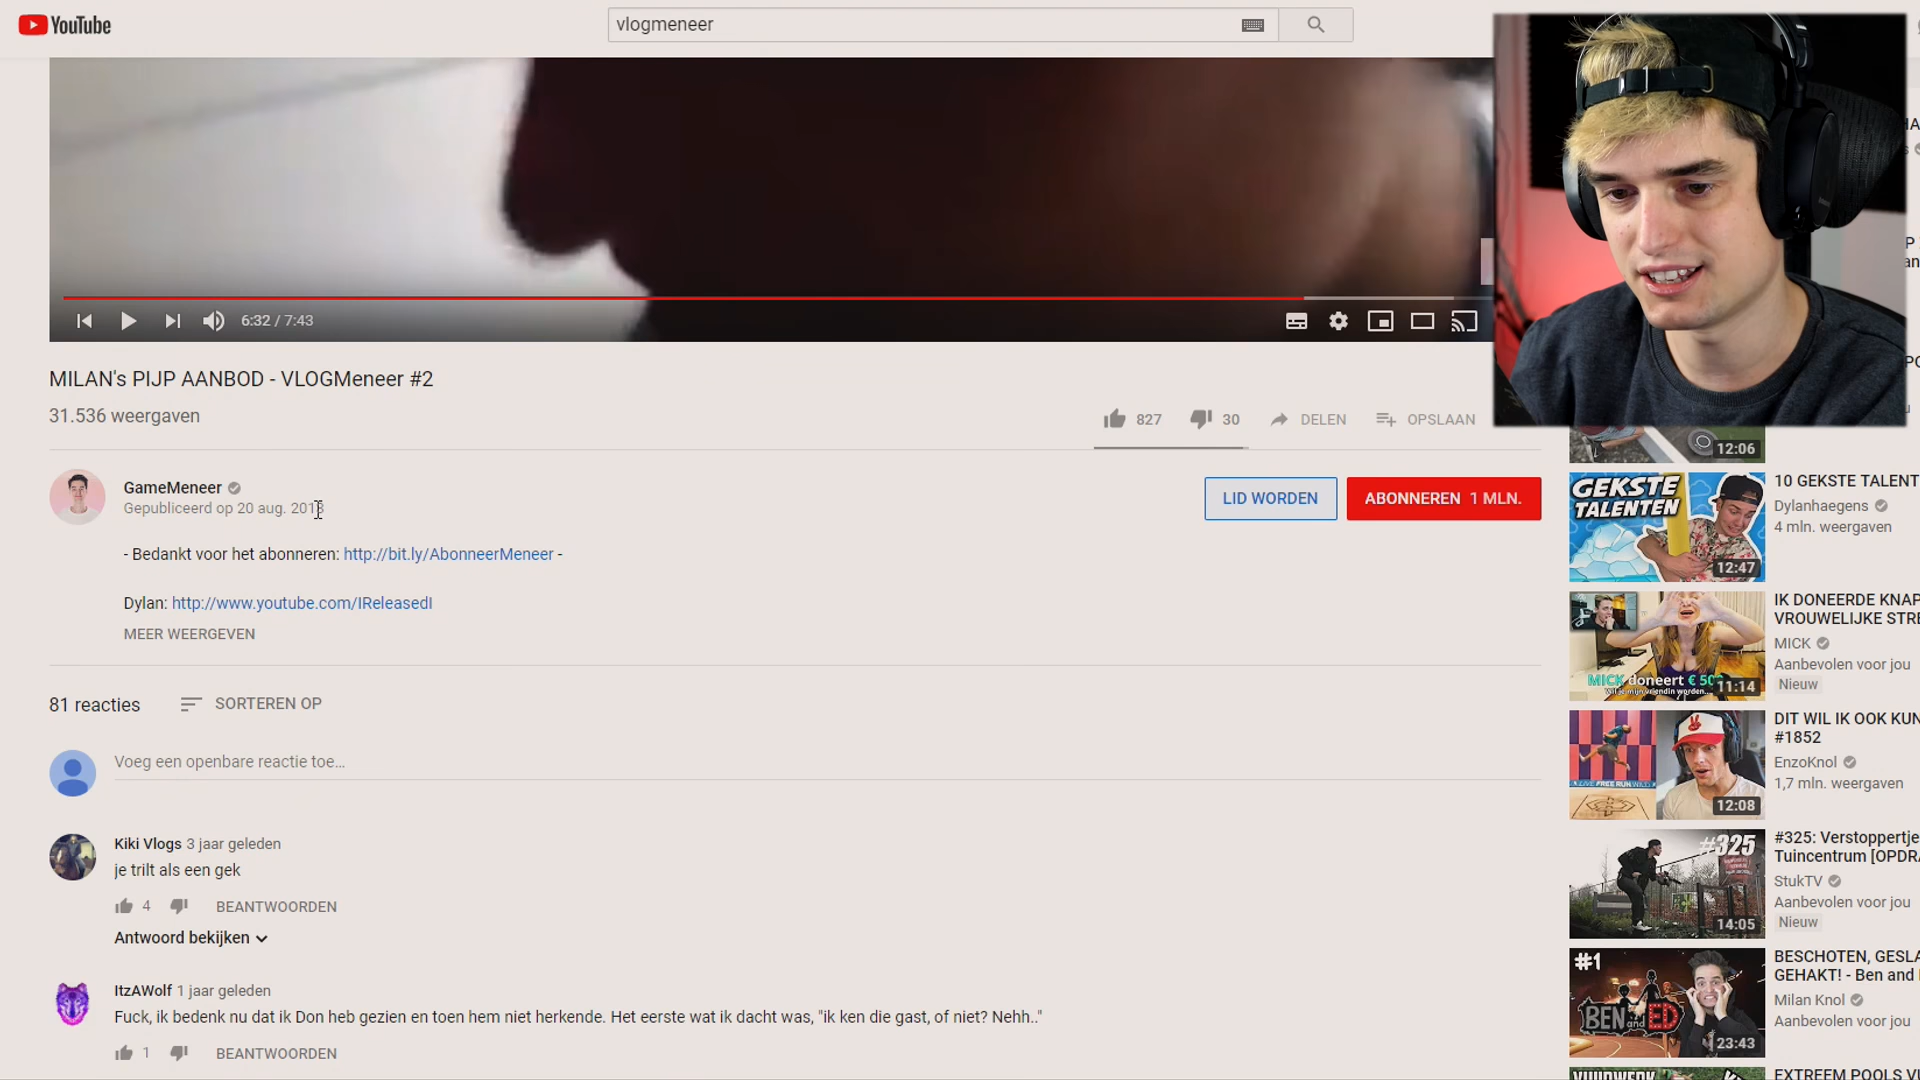 YouTube
vlogmeneer
6:32 / 7:43
MILAN's PIJP AANBOD - VLOGMeneer #2
31.536 weergaven
827
30
DELEN
OPSLAAN
GameMeneer
Gepubliceerd op 20 aug. 2013
LID WORDEN
ABONNEREN 1 MLN.
- Bedankt voor het abonneren: http://bit.ly/AbonneerMeneer -
Dylan: http://www.youtube.com/IReleasedI
MEER WEERGEVEN
81 reacties
SORTEREN OP
Voeg een openbare reactie toe...
Kiki Vlogs 3 jaar geleden
je trilt als een gek
4
BEANTWOORDEN
Antwoord bekijken
ItzAWolf 1 jaar geleden
Fuck, ik bedenk nu dat ik Don heb gezien en toen hem niet herkende. Het eerste wat ik dacht was, "ik ken die gast, of niet? Nehh.."
1
BEANTWOORDEN
12:06
GEKSTE
TALENTEN
12:47
10 GEKSTE TALENT
Dylanhaegens
4 mln. weergaven
MICK doneert € 50
11:14
IK DONEERDE KNAP
VROUWELIJKE STRE
MICK
Aanbevolen voor jou
Nieuw
12:08
DIT WIL IK OOK KUN
#1852
EnzoKnol
1,7 mln. weergaven
#325
14:05
#325: Verstoppertje
Tuincentrum [OPDRA
StukTV
Aanbevolen voor jou
Nieuw
#1
BEN and ED
23:43
BESCHOTEN, GESLA
GEHAKT! - Ben and
Milan Knol
Aanbevolen voor jou
EXTREEM POOLS VU